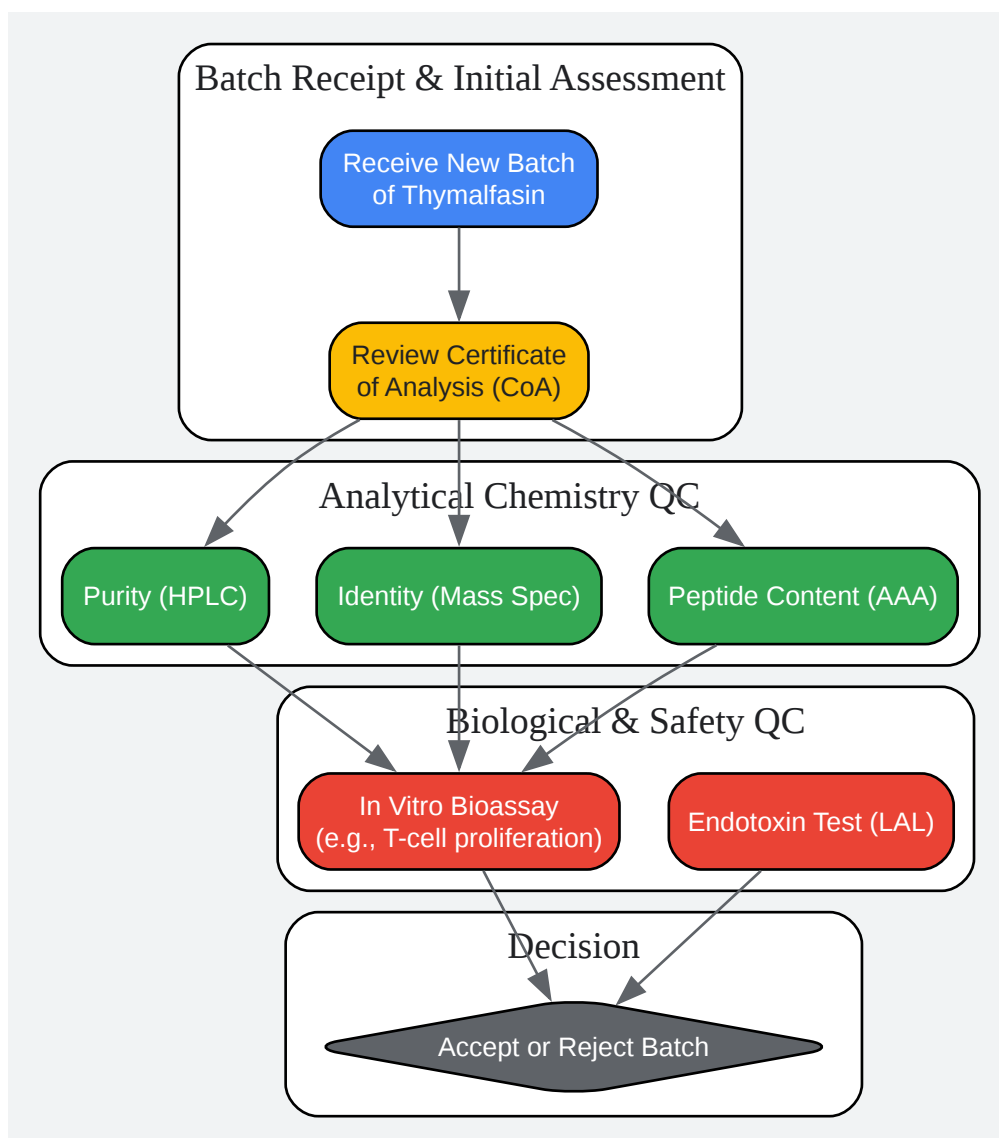 Batch Receipt & Initial Assessment
Receive New Batch
of Thymalfasin
Review Certificate
of Analysis (CoA)
Analytical Chemistry QC
Purity (HPLC)
Identity (Mass Spec)
Peptide Content (AAA)
Biological & Safety QC
In Vitro Bioassay
(e.g., T-cell proliferation)
Endotoxin Test (LAL)
Decision
Accept or Reject Batch